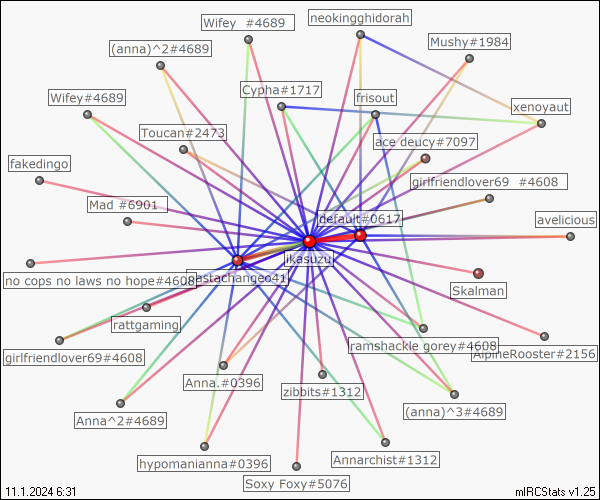 neokingghidorah
Wifey   #4689
Mushy#1984
(anna)^2#4689
Cypha#1717
Wifey#4689
frisout
xenoyaut
Toucan#2473
ace deucy#7097
fakedingo
girlfriendlover69   #4608
Mad  #6901
default#0617
avelicious
ikasuzu
no cops no laws no hope#4608
astachange041
Skalman
rattgaming
ramshackle gorey#4608
girlfriendlover69#4608
AlpineRooster#2156
Anna.#0396
zibbits#1312
(anna)^3#4689
Anna^2#4689
hypomanianna#0396
Annarchist#1312
Soxy Foxy#5076
11.1.2024 6:31
mIRCStats v1.25